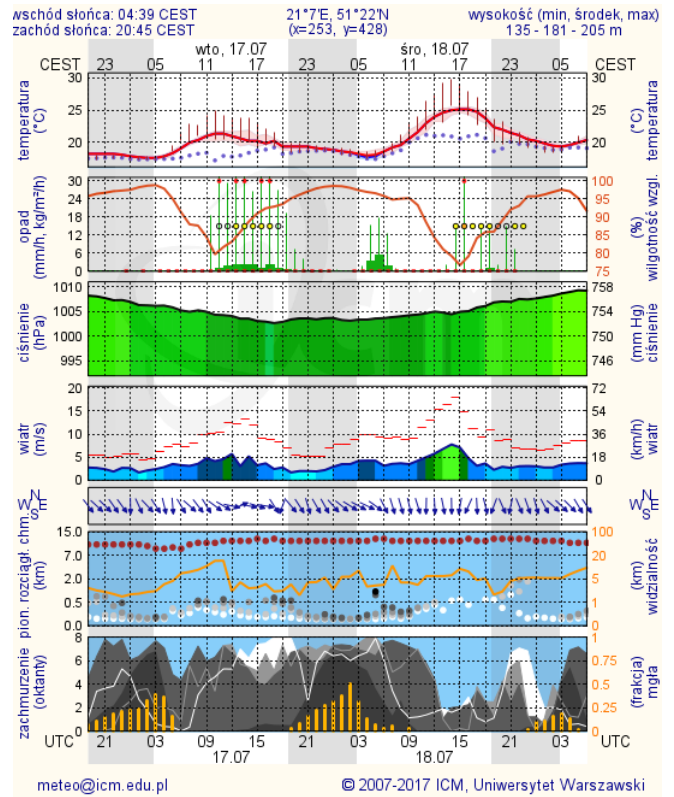 wschód słońca: 04:39 CEST 21°7'E, 51°22'N wysokość (min, środek, max)
zachód słońca: 20:45 CEST (x=253, y=428) 135 - 181 - 205 m
wto, 17.07 śro, 18.07
CEST 23 05 11 17 23 05 11 17 23 05 CEST
30 30
25 25
20 20
temperatura
(°C)
(°C)
temperatura
30 100
24 95
18 90
12 85
6 80
0 75
opad
(mm/h, kg/m²/h)
(%)
wilgotność wzgl.
1010 758
1005 754
1000 750
995 746
ciśnienie
(hPa)
(mm Hg)
ciśnienie
20 72
15 54
10 36
5 18
0 0
wiatr
(m/s)
(km/h)
wiatr
N N
W E W E
S S
15.0 100
7.0 20
2.0 5
0.5 1
0.0 0
pion. rozciągł. chm.
(km)
(km)
widzialność
8 1
6 0.75
4 0.5
2 0.25
0 0
zachmurzenie
(oktanty)
(frakcja)
mgła
UTC 21 03 09 15 21 03 09 15 21 03 UTC
17.07 18.07
meteo@icm.edu.pl © 2007-2017 ICM, Uniwersytet Warszawski